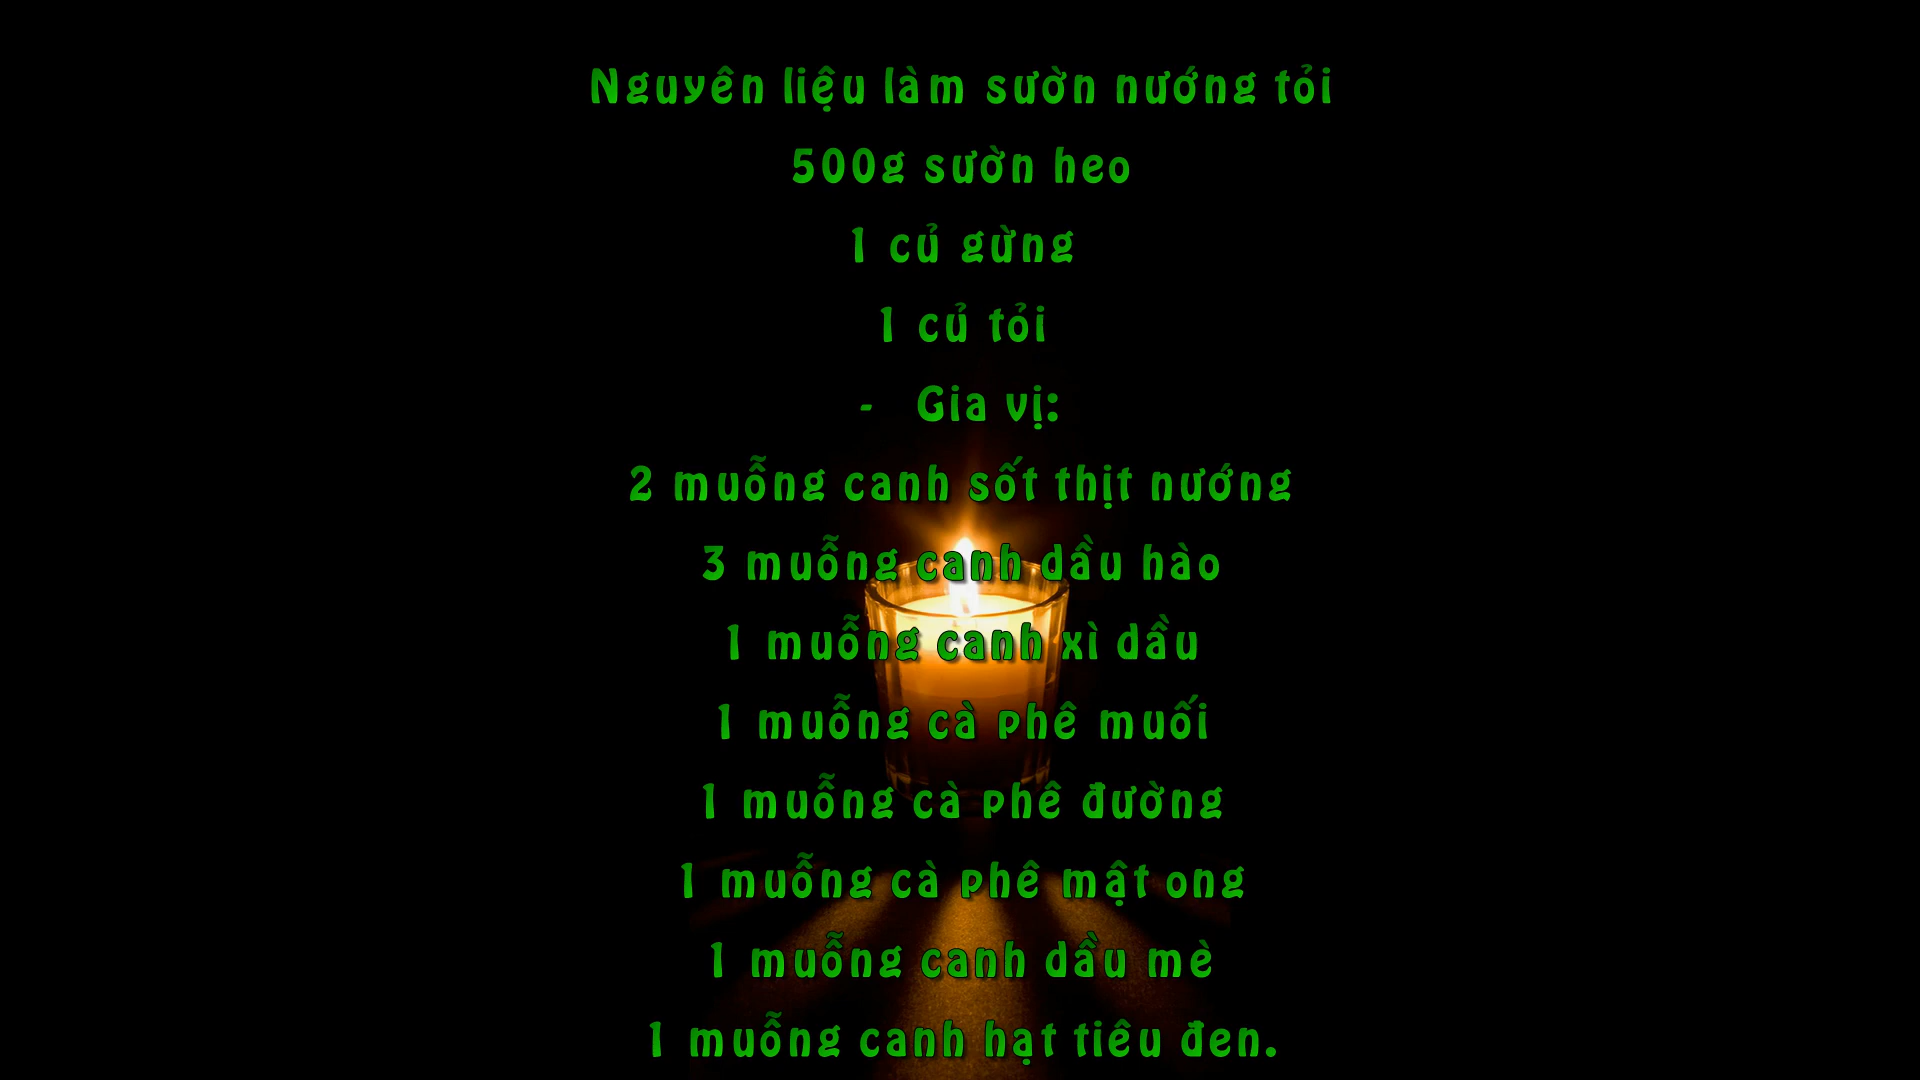 Nguyên liệu làm sườn nướng tỏi
500g sườn heo
1 củ gừng
1 củ tỏi
- Gia vị:
2 muỗng canh sốt thịt nướng
3 muỗng canh dầu hào
1 muỗng canh xì dầu
1 muỗng cà phê muối
1 muỗng cà phê đường
1 muỗng cà phê mật ong
1 muỗng canh dầu mè
1 muỗng canh hạt tiêu đen.